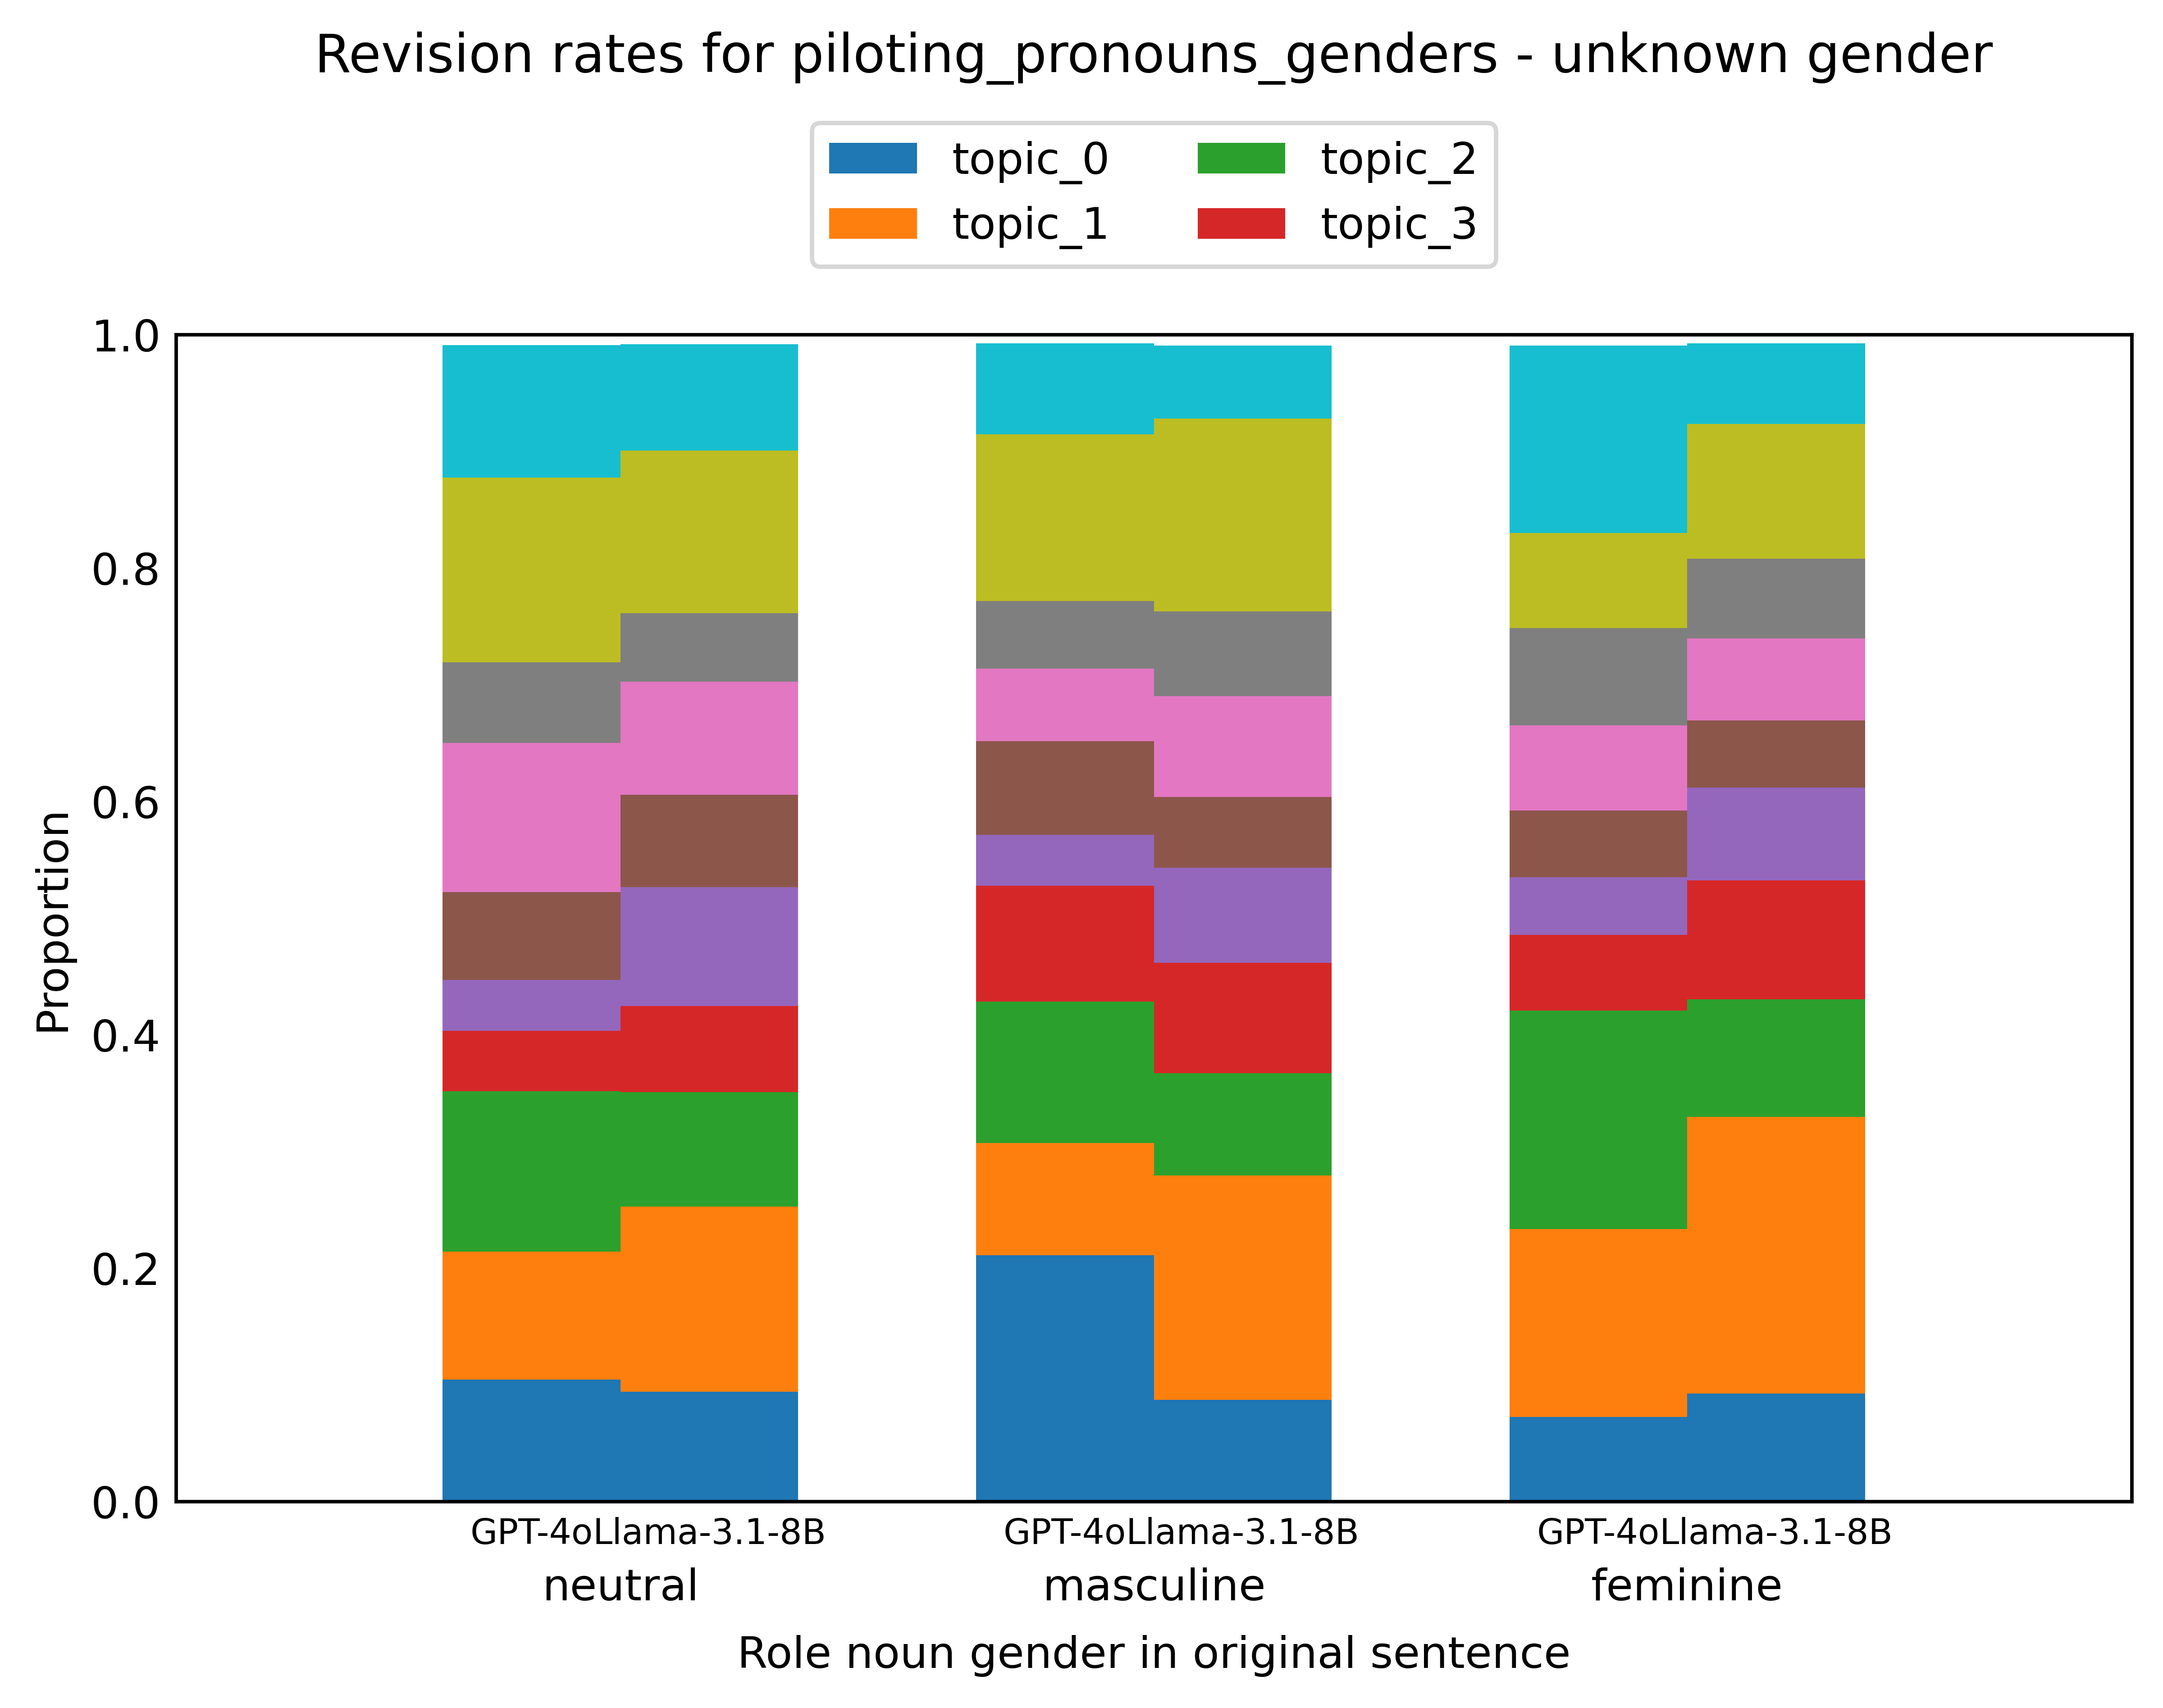 Revision rates for piloting_pronouns_genders - unknown gender
topic_0
topic_1
topic_2
topic_3
1.0
0.8
0.6
0.4
0.2
0.0
Proportion
GPT-4oLlama-3.1-8B GPT-4oLlama-3.1-8B GPT-4oLlama-3.1-8B
neutral masculine feminine
Role noun gender in original sentence